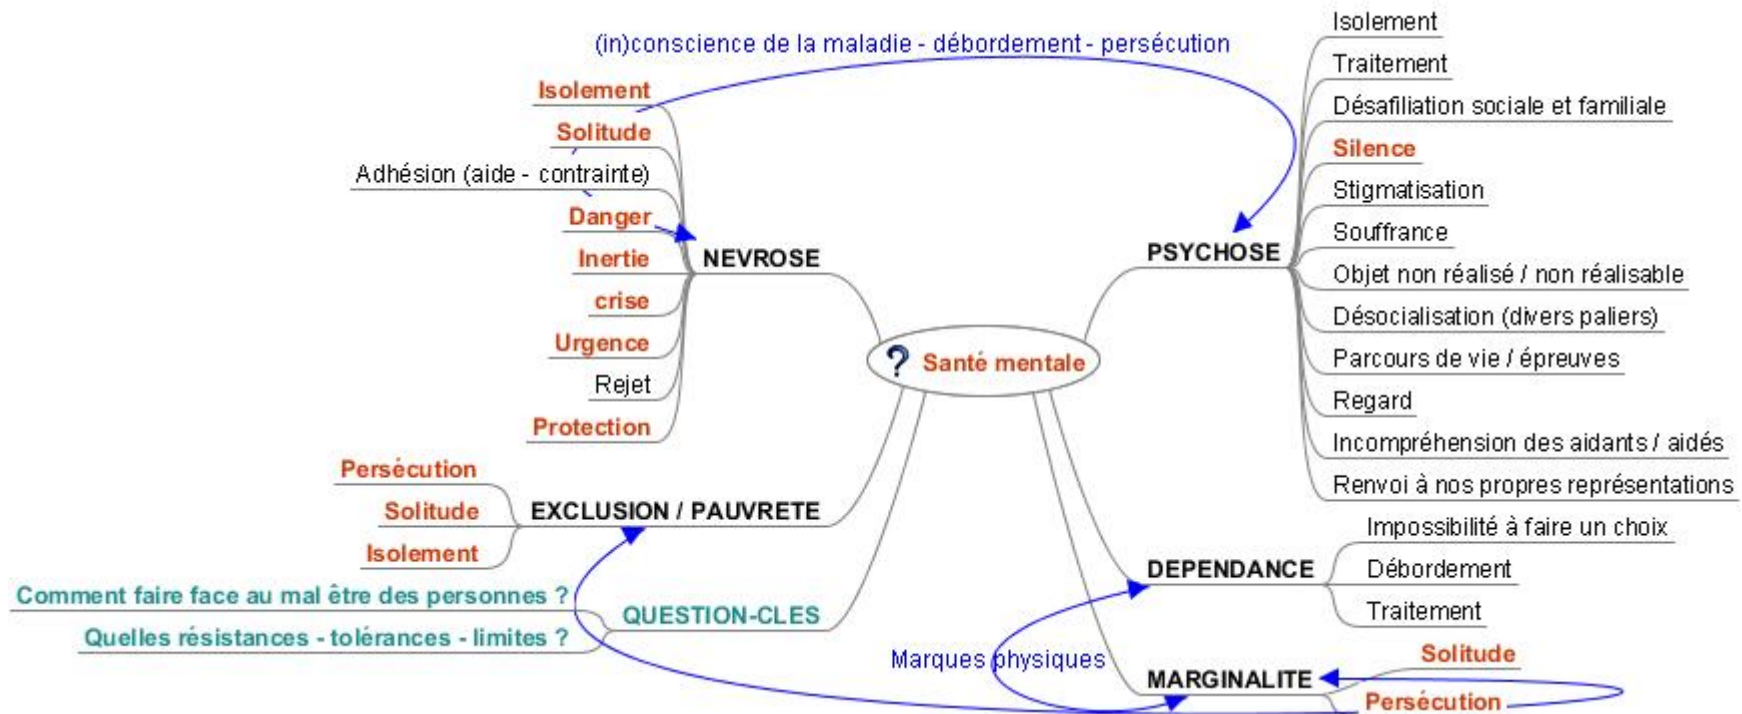 (in)conscience de la maladie - débordement - persécution
Isolement
Solitude
Adhésion (aide - contrainte)
Danger
Inertie
crise
Urgence
Rejet
Protection
NEVROSE
Persécution
Solitude
Isolement
EXCLUSION / PAUVRETE
Comment faire face au mal être des personnes ?
Quelles résistances - tolérances - limites ?
QUESTION-CLES
? Santé mentale
PSYCHOSE
Isolement
Traitement
Désafiliation sociale et familiale
Silence
Stigmatisation
Souffrance
Objet non réalisé / non réalisable
Désocialisation (divers paliers)
Parcours de vie / épreuves
Regard
Incompréhension des aidants / aidés
Renvoi à nos propres représentations
DEPENDANCE
Impossibilité à faire un choix
Débordement
Traitement
Marques physiques
MARGINALITE
Solitude
Persécution